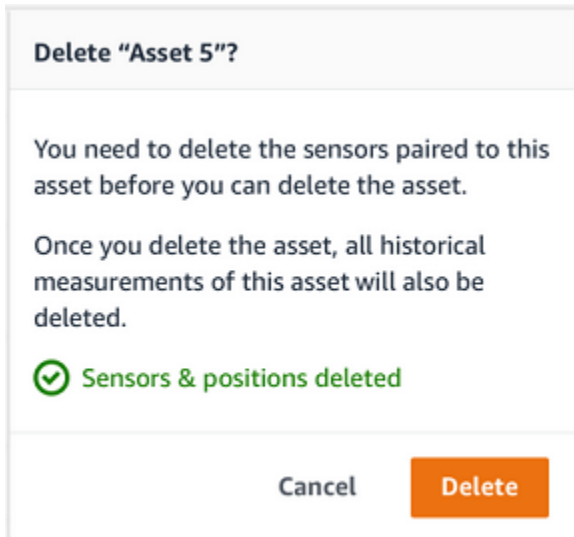 Delete “Asset 5”?
You need to delete the sensors paired to this
asset before you can delete the asset.
Once you delete the asset, all historical
measurements of this asset will also be
deleted.
Sensors & positions deleted
Cancel
Delete